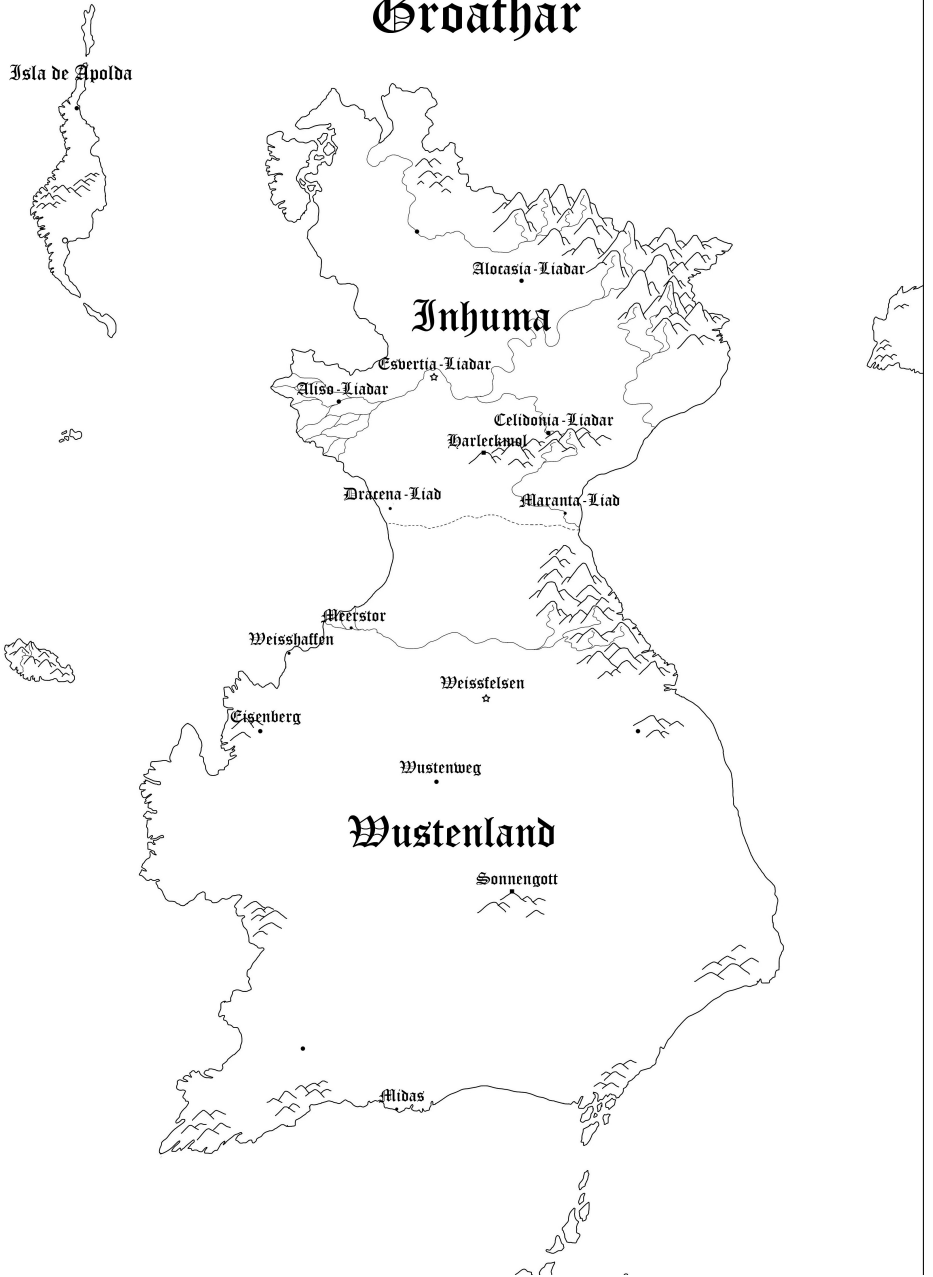 Groathar
Isla de Apolda
Alocasia-Liadar
Inhuma
Esvertia-Liadar
Aliso-Liadar
Celidonia-Liadar
Harleckmol
Dracena-Liad
Maranta-Liad
Meerstor
Weisshaffen
Weissfelsen
Eisenberg
Wustenweg
Wustenland
Sonnengott
Midas